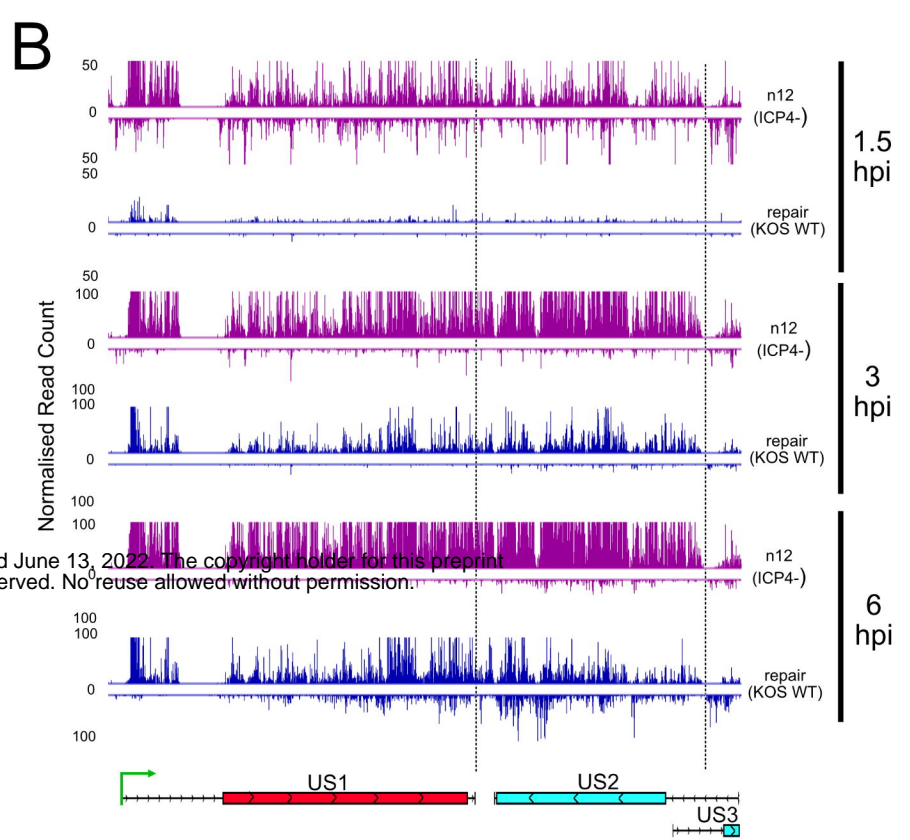 B
Normalised Read Count
50
0
50
n12
(ICP4-)
50
0
50
repair
(KOS WT)
1.5
hpi
100
0
100
n12
(ICP4-)
100
0
100
repair
(KOS WT)
3
hpi
100
0
100
n12
(ICP4-)
d June 13, 2022. The copyright holder for this preprint
erved. No reuse allowed without permission.
100
0
100
repair
(KOS WT)
6
hpi
US1
US2
US3